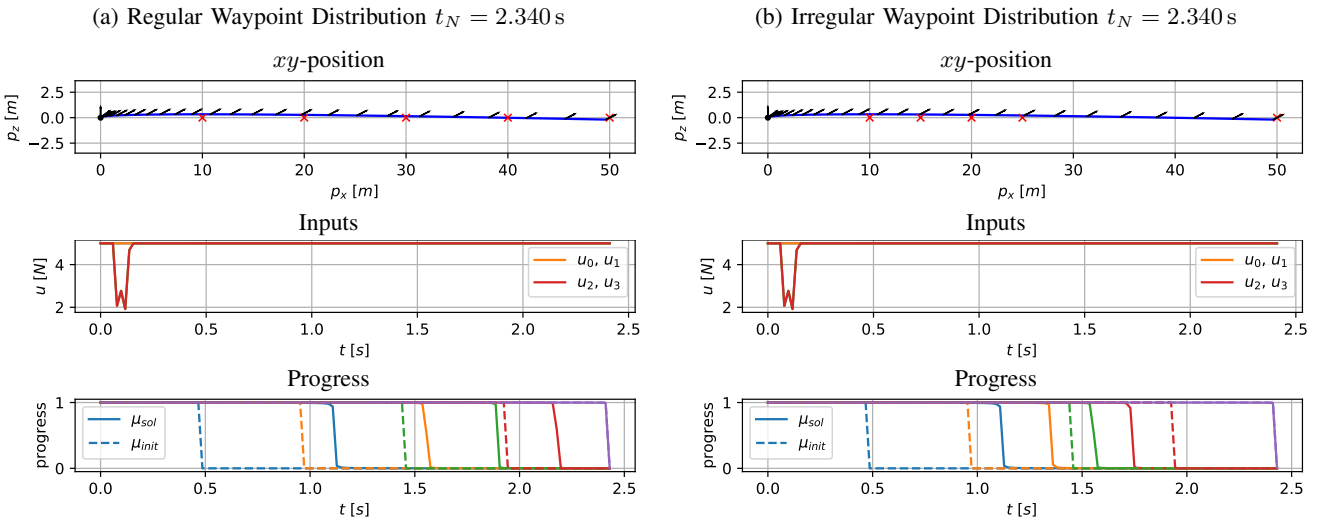 (a) Regular Waypoint Distribution t_N = 2.340 s
xy-position
2.5
0.0
−2.5
p_z [m]
0
10
20
30
40
50
p_x [m]
Inputs
4
2
u [N]
u_0, u_1
u_2, u_3
0.0
0.5
1.0
1.5
2.0
2.5
t [s]
Progress
1
0
progress
μ_sol
μ_init
0.0
0.5
1.0
1.5
2.0
2.5
t [s]
(b) Irregular Waypoint Distribution t_N = 2.340 s
xy-position
2.5
0.0
−2.5
p_z [m]
0
10
20
30
40
50
p_x [m]
Inputs
4
2
u [N]
u_0, u_1
u_2, u_3
0.0
0.5
1.0
1.5
2.0
2.5
t [s]
Progress
1
0
progress
μ_sol
μ_init
0.0
0.5
1.0
1.5
2.0
2.5
t [s]